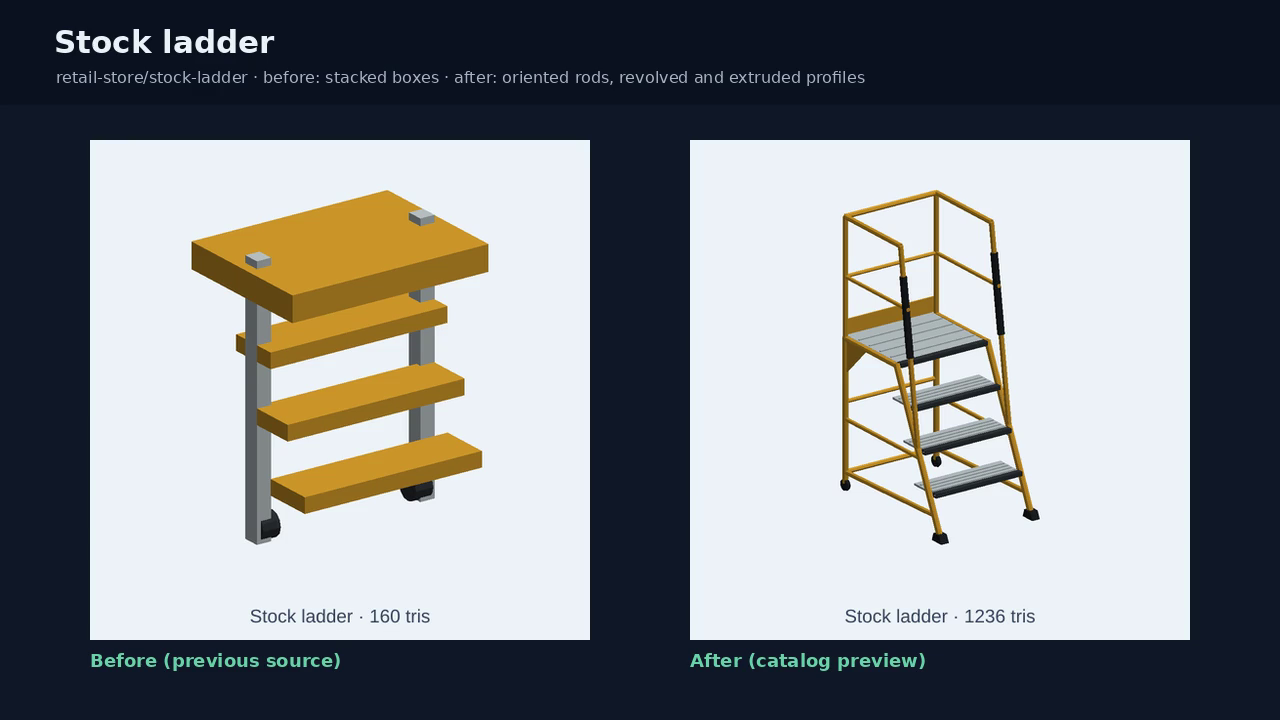 Stock ladder
retail-store/stock-ladder · before: stacked boxes · after: oriented rods, revolved and extruded profiles
Stock ladder · 160 tris
Stock ladder · 1236 tris
Before (previous source)
After (catalog preview)